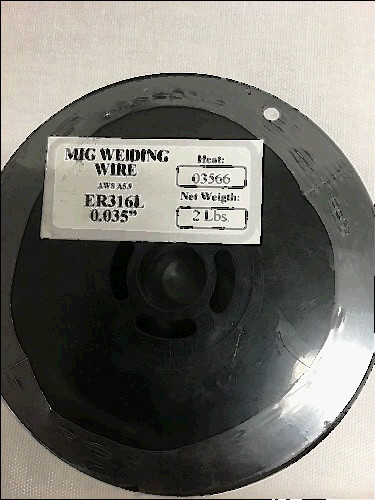 MIG WEIDING
WIRE
AWS A5.9
ER316L
0.035"
Heat:
03566
Net Weigth:
2 Lbs.